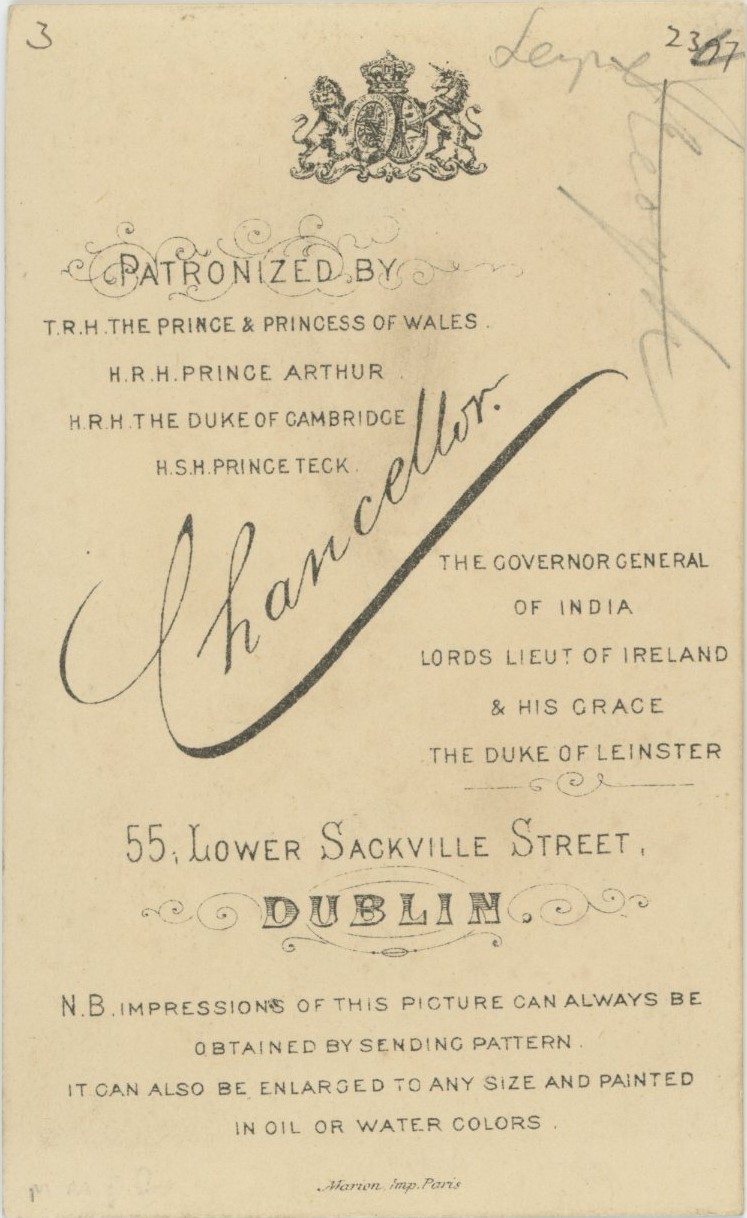 3
PATRONIZED BY
T.R.H. THE PRINCE & PRINCESS OF WALES.
H.R.H. PRINCE ARTHUR.
H.R.H. THE DUKE OF CAMBRIDGE
H.S.H. PRINCE TECK.
Chancellor.
THE GOVERNOR GENERAL
OF INDIA
LORDS LIEUT OF IRELAND
& HIS GRACE
THE DUKE OF LEINSTER
55, LOWER SACKVILLE STREET,
DUBLIN.
N.B. IMPRESSIONS OF THIS PICTURE CAN ALWAYS BE
OBTAINED BY SENDING PATTERN.
IT CAN ALSO BE ENLARGED TO ANY SIZE AND PAINTED
IN OIL OR WATER COLORS.
Marion, Imp. Paris